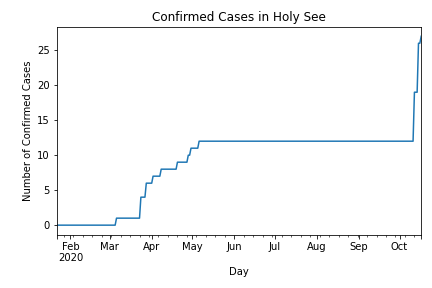 Confirmed Cases in Holy See
Number of Confirmed Cases
25
20
15
10
5
0
Feb Mar Apr May Jun Jul Aug Sep Oct
2020
Day